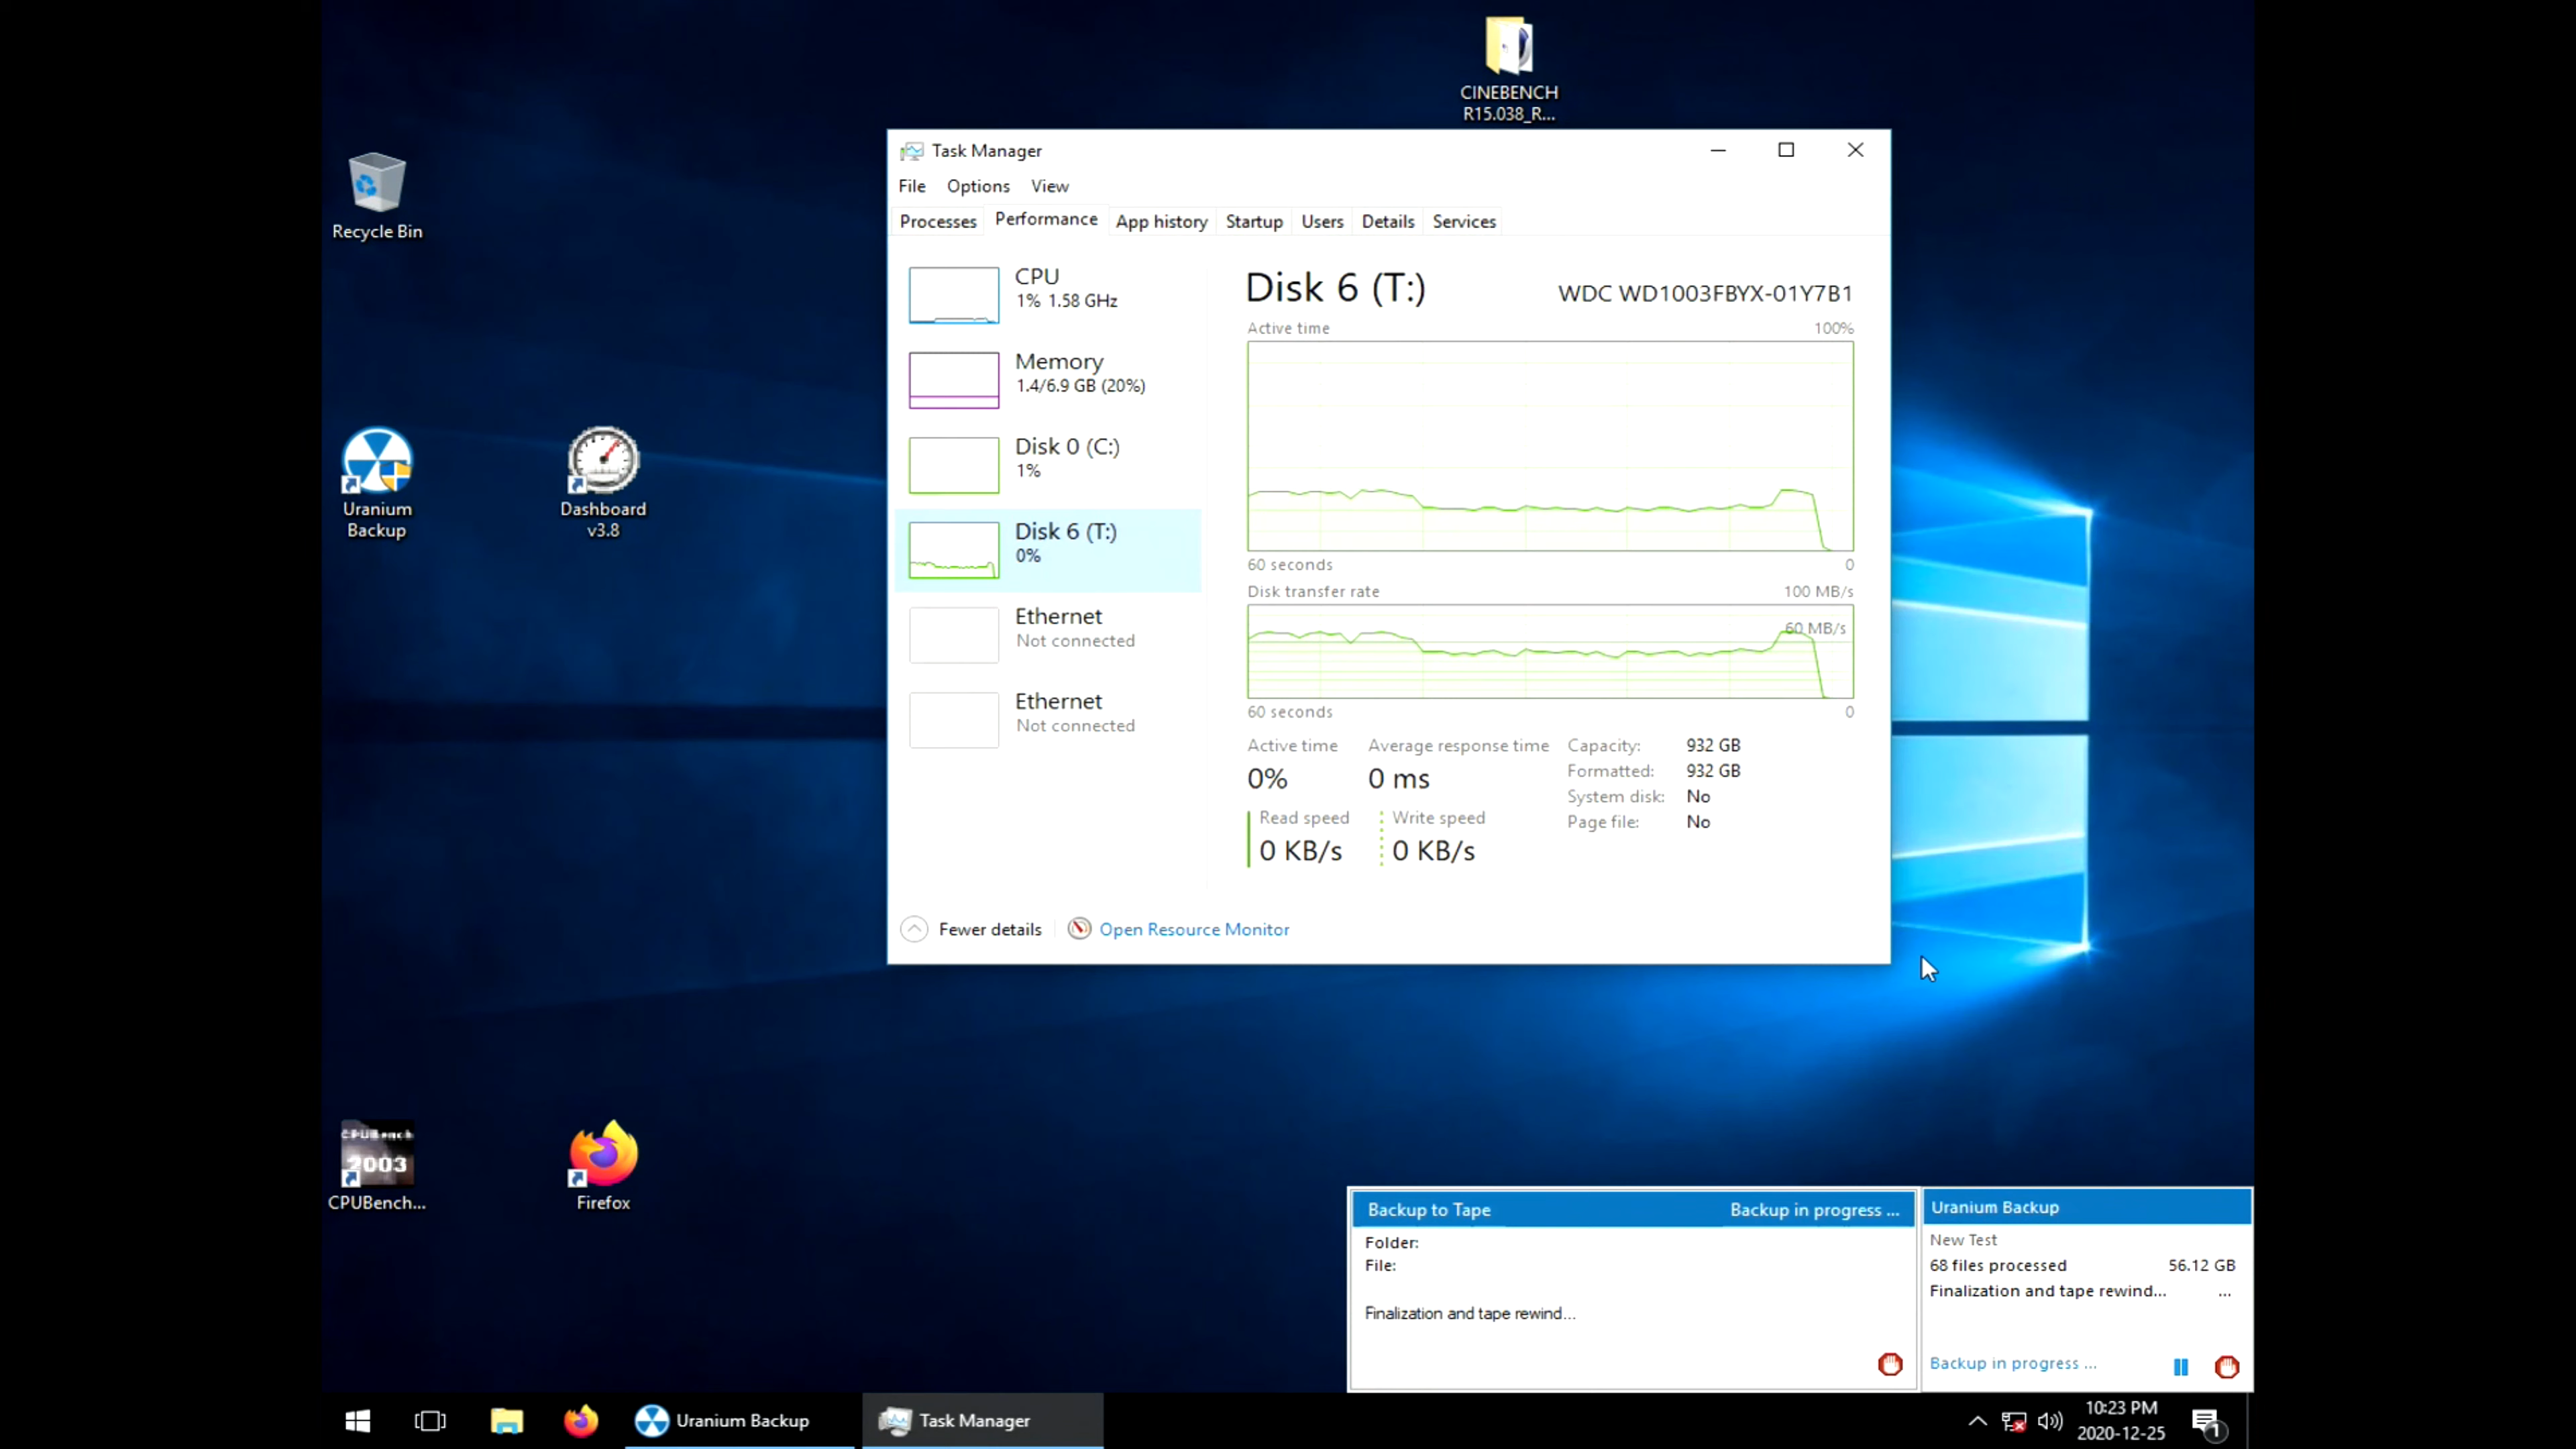 CINEBENCH
R15.038_R...
Recycle Bin
Uranium
Backup
Dashboard
v3.8
Task Manager
File Options View
Processes Performance App history Startup Users Details Services
CPU
1% 1.58 GHz
Memory
1.4/6.9 GB (20%)
Disk 0 (C:)
1%
Disk 6 (T:)
0%
Ethernet
Not connected
Ethernet
Not connected
Disk 6 (T:) WDC WD1003FBYX-01Y7B1
Active time 100%
60 seconds 0
Disk transfer rate 100 MB/s
60 MB/s
60 seconds 0
Active time Average response time
0% 0 ms
Read speed Write speed
0 KB/s 0 KB/s
Capacity: 932 GB
Formatted: 932 GB
System disk: No
Page file: No
Fewer details Open Resource Monitor
CPUBench
2003
CPUBench...
Firefox
Backup to Tape Backup in progress ...
Folder:
File:
Finalization and tape rewind...
Uranium Backup
New Test
68 files processed 56.12 GB
Finalization and tape rewind... ...
Backup in progress ...
Uranium Backup Task Manager
10:23 PM
2020-12-25
1